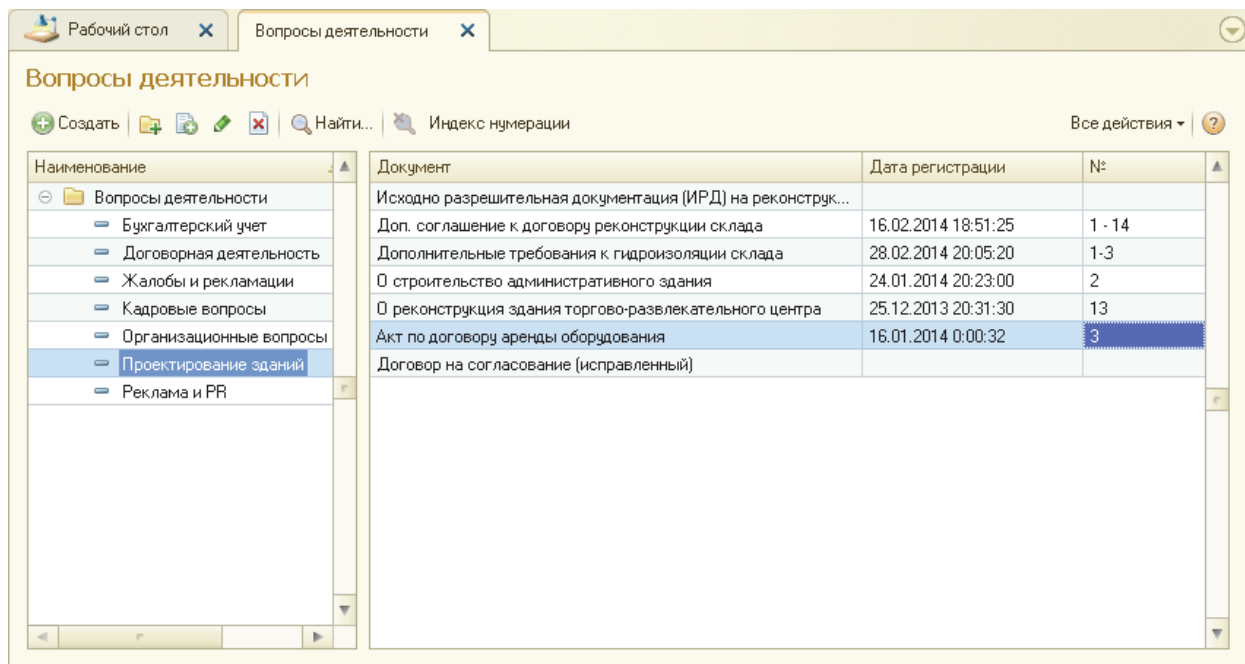 Рабочий стол
Вопросы деятельности
Вопросы деятельности
Создать Найти... Индекс нумерации Все действия
Наименование
Вопросы деятельности
Бухгалтерский учет
Договорная деятельность
Жалобы и рекламации
Кадровые вопросы
Организационные вопросы
Проектирование зданий
Реклама и PR
Документ Дата регистрации №
Исходно разрешительная документация (ИРД) на реконструк...
Доп. соглашение к договору реконструкции склада 16.02.2014 18:51:25 1 - 14
Дополнительные требования к гидроизоляции склада 28.02.2014 20:05:20 1-3
О строительство административного здания 24.01.2014 20:23:00 2
О реконструкция здания торгово-развлекательного центра 25.12.2013 20:31:30 13
Акт по договору аренды оборудования 16.01.2014 0:00:32 3
Договор на согласование (исправленный)